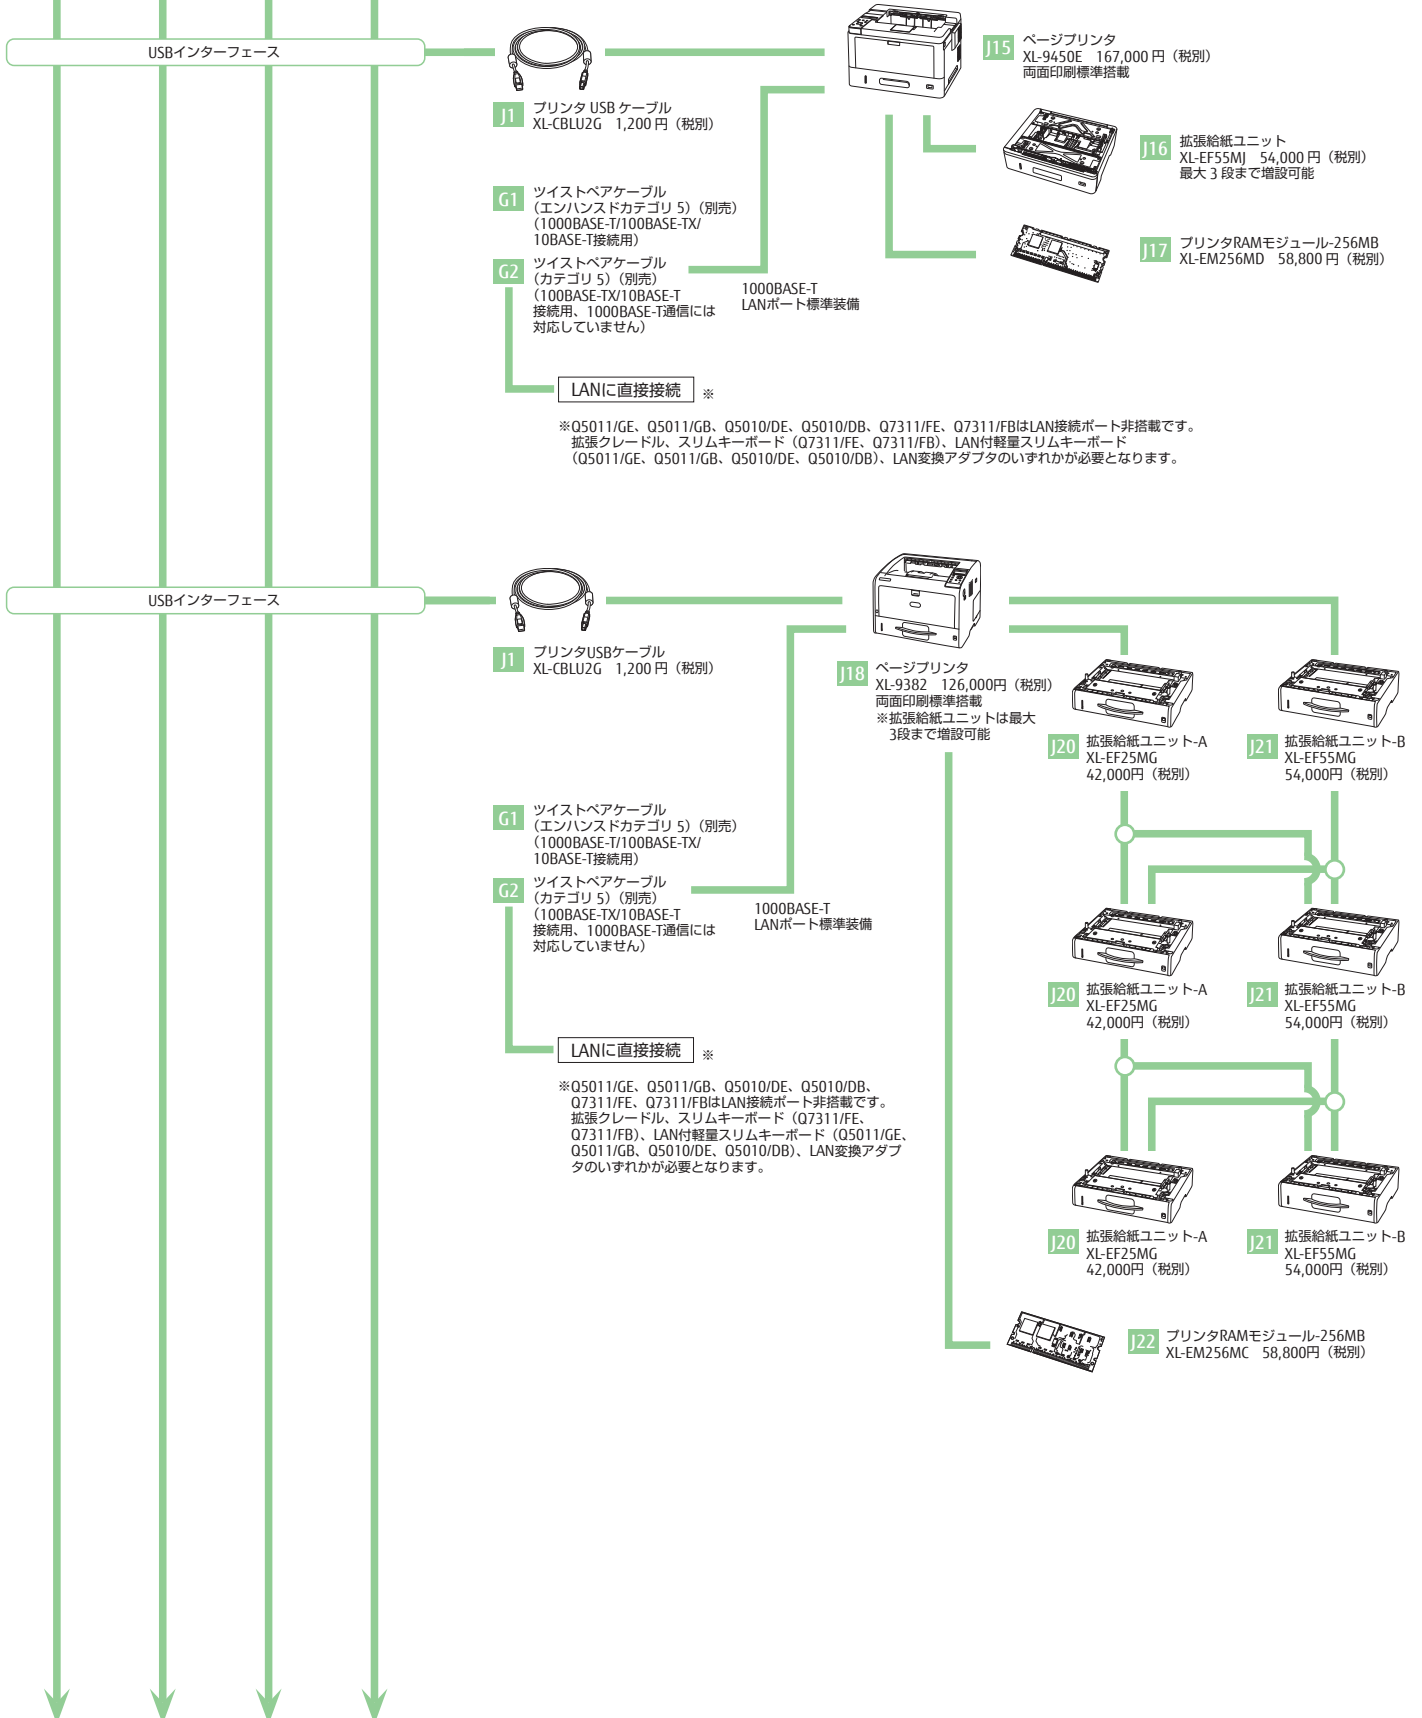 USBインターフェース
J1
プリンタ USB ケーブル
XL-CBLU2G 1,200 円（税別）
J15
ページプリンタ
XL-9450E 167,000 円（税別）
両面印刷標準搭載
J16
拡張給紙ユニット
XL-EF55MJ 54,000 円（税別）
最大 3 段まで増設可能
G1
ツイストペアケーブル
（エンハンスドカテゴリ 5）（別売）
（1000BASE-T/100BASE-TX/
10BASE-T接続用）
J17
プリンタRAMモジュール-256MB
XL-EM256MD 58,800 円（税別）
G2
ツイストペアケーブル
（カテゴリ 5）（別売）
（100BASE-TX/10BASE-T
接続用、1000BASE-T通信には
対応していません）
1000BASE-T
LANポート標準装備
LANに直接接続 ※
※Q5011/GE、Q5011/GB、Q5010/DE、Q5010/DB、Q7311/FE、Q7311/FBはLAN接続ポート非搭載です。
拡張クレードル、スリムキーボード（Q7311/FE、Q7311/FB）、LAN付軽量スリムキーボード
（Q5011/GE、Q5011/GB、Q5010/DE、Q5010/DB）、LAN変換アダプタのいずれかが必要となります。
USBインターフェース
J1
プリンタUSBケーブル
XL-CBLU2G 1,200 円（税別）
J18
ページプリンタ
XL-9382 126,000円（税別）
両面印刷標準搭載
※拡張給紙ユニットは最大
3段まで増設可能
J20
拡張給紙ユニット-A
XL-EF25MG
42,000円（税別）
J21
拡張給紙ユニット-B
XL-EF55MG
54,000円（税別）
G1
ツイストペアケーブル
（エンハンスドカテゴリ 5）（別売）
（1000BASE-T/100BASE-TX/
10BASE-T接続用）
G2
ツイストペアケーブル
（カテゴリ 5）（別売）
（100BASE-TX/10BASE-T
接続用、1000BASE-T通信には
対応していません）
1000BASE-T
LANポート標準装備
J20
拡張給紙ユニット-A
XL-EF25MG
42,000円（税別）
J21
拡張給紙ユニット-B
XL-EF55MG
54,000円（税別）
LANに直接接続 ※
※Q5011/GE、Q5011/GB、Q5010/DE、Q5010/DB、
Q7311/FE、Q7311/FBはLAN接続ポート非搭載です。
拡張クレードル、スリムキーボード（Q7311/FE、
Q7311/FB）、LAN付軽量スリムキーボード（Q5011/GE、
Q5011/GB、Q5010/DE、Q5010/DB）、LAN変換アダプ
タのいずれかが必要となります。
J20
拡張給紙ユニット-A
XL-EF25MG
42,000円（税別）
J21
拡張給紙ユニット-B
XL-EF55MG
54,000円（税別）
J22
プリンタRAMモジュール-256MB
XL-EM256MC 58,800円（税別）